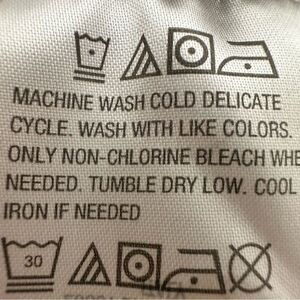 MACHINE WASH COLD DELICATE
CYCLE. WASH WITH LIKE COLORS.
ONLY NON-CHLORINE BLEACH WHE
NEEDED. TUMBLE DRY LOW. COOL
IRON IF NEEDED
30